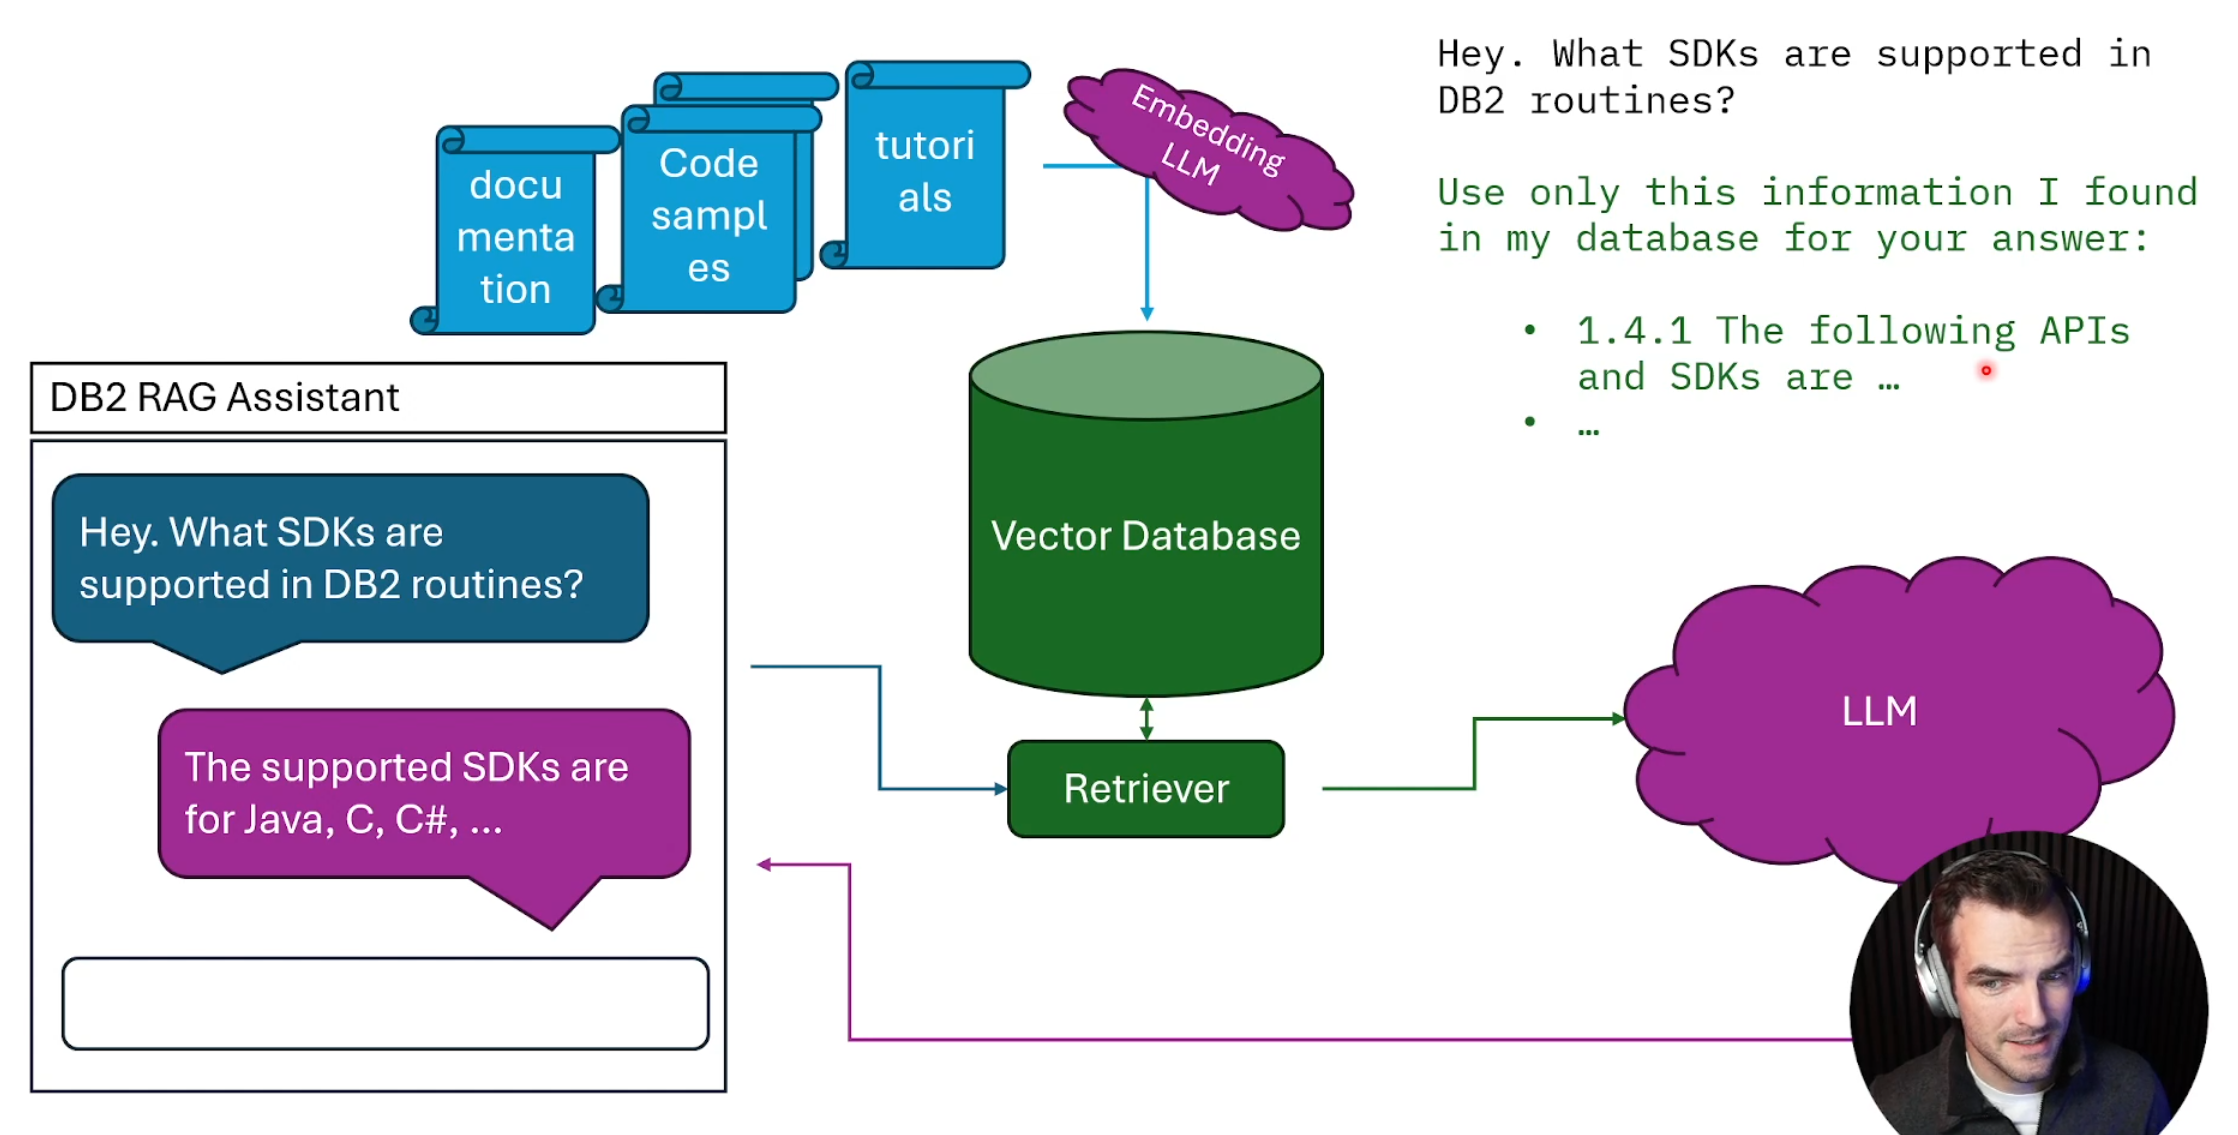 docu
menta
tion
Code
sampl
es
tutori
als
Embedding
LLM
Hey. What SDKs are supported in
DB2 routines?
Use only this information I found
in my database for your answer:
• 1.4.1 The following APIs
and SDKs are …
• …
DB2 RAG Assistant
Hey. What SDKs are
supported in DB2 routines?
The supported SDKs are
for Java, C, C#, ...
Vector Database
Retriever
LLM